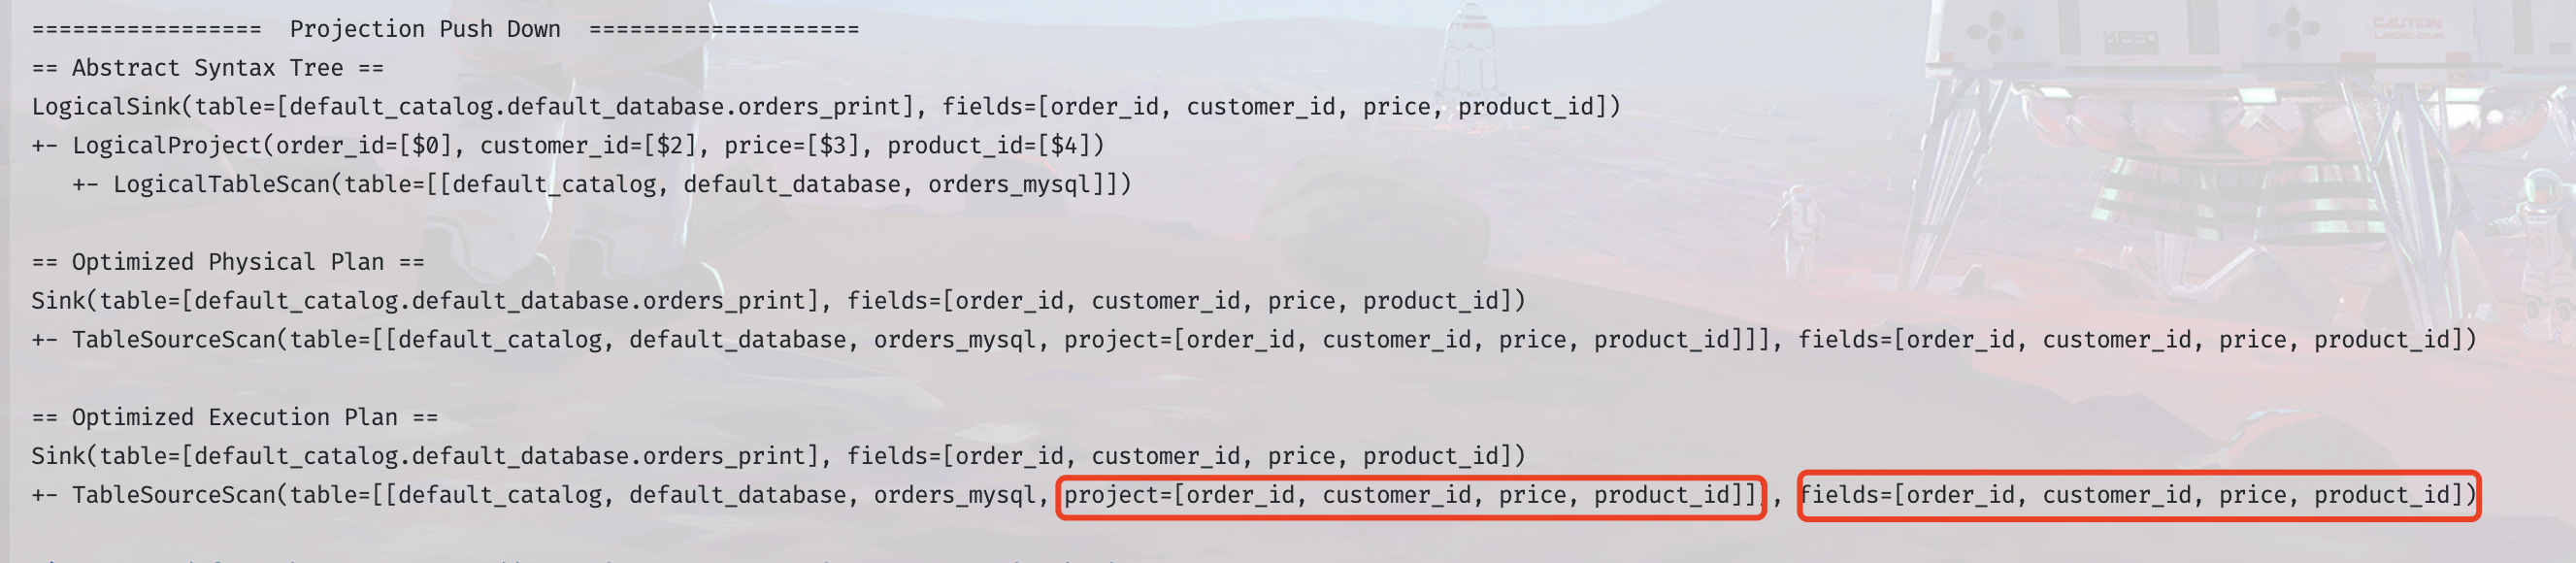 =================  Projection Push Down  ====================
== Abstract Syntax Tree ==
LogicalSink(table=[default_catalog.default_database.orders_print], fields=[order_id, customer_id, price, product_id])
+- LogicalProject(order_id=[$0], customer_id=[$2], price=[$3], product_id=[$4])
   +- LogicalTableScan(table=[[default_catalog, default_database, orders_mysql]])
== Optimized Physical Plan ==
Sink(table=[default_catalog.default_database.orders_print], fields=[order_id, customer_id, price, product_id])
+- TableSourceScan(table=[[default_catalog, default_database, orders_mysql, project=[order_id, customer_id, price, product_id]]], fields=[order_id, customer_id, price, product_id])
== Optimized Execution Plan ==
Sink(table=[default_catalog.default_database.orders_print], fields=[order_id, customer_id, price, product_id])
+- TableSourceScan(table=[[default_catalog, default_database, orders_mysql, project=[order_id, customer_id, price, product_id]]], fields=[order_id, customer_id, price, product_id])
CAUTION